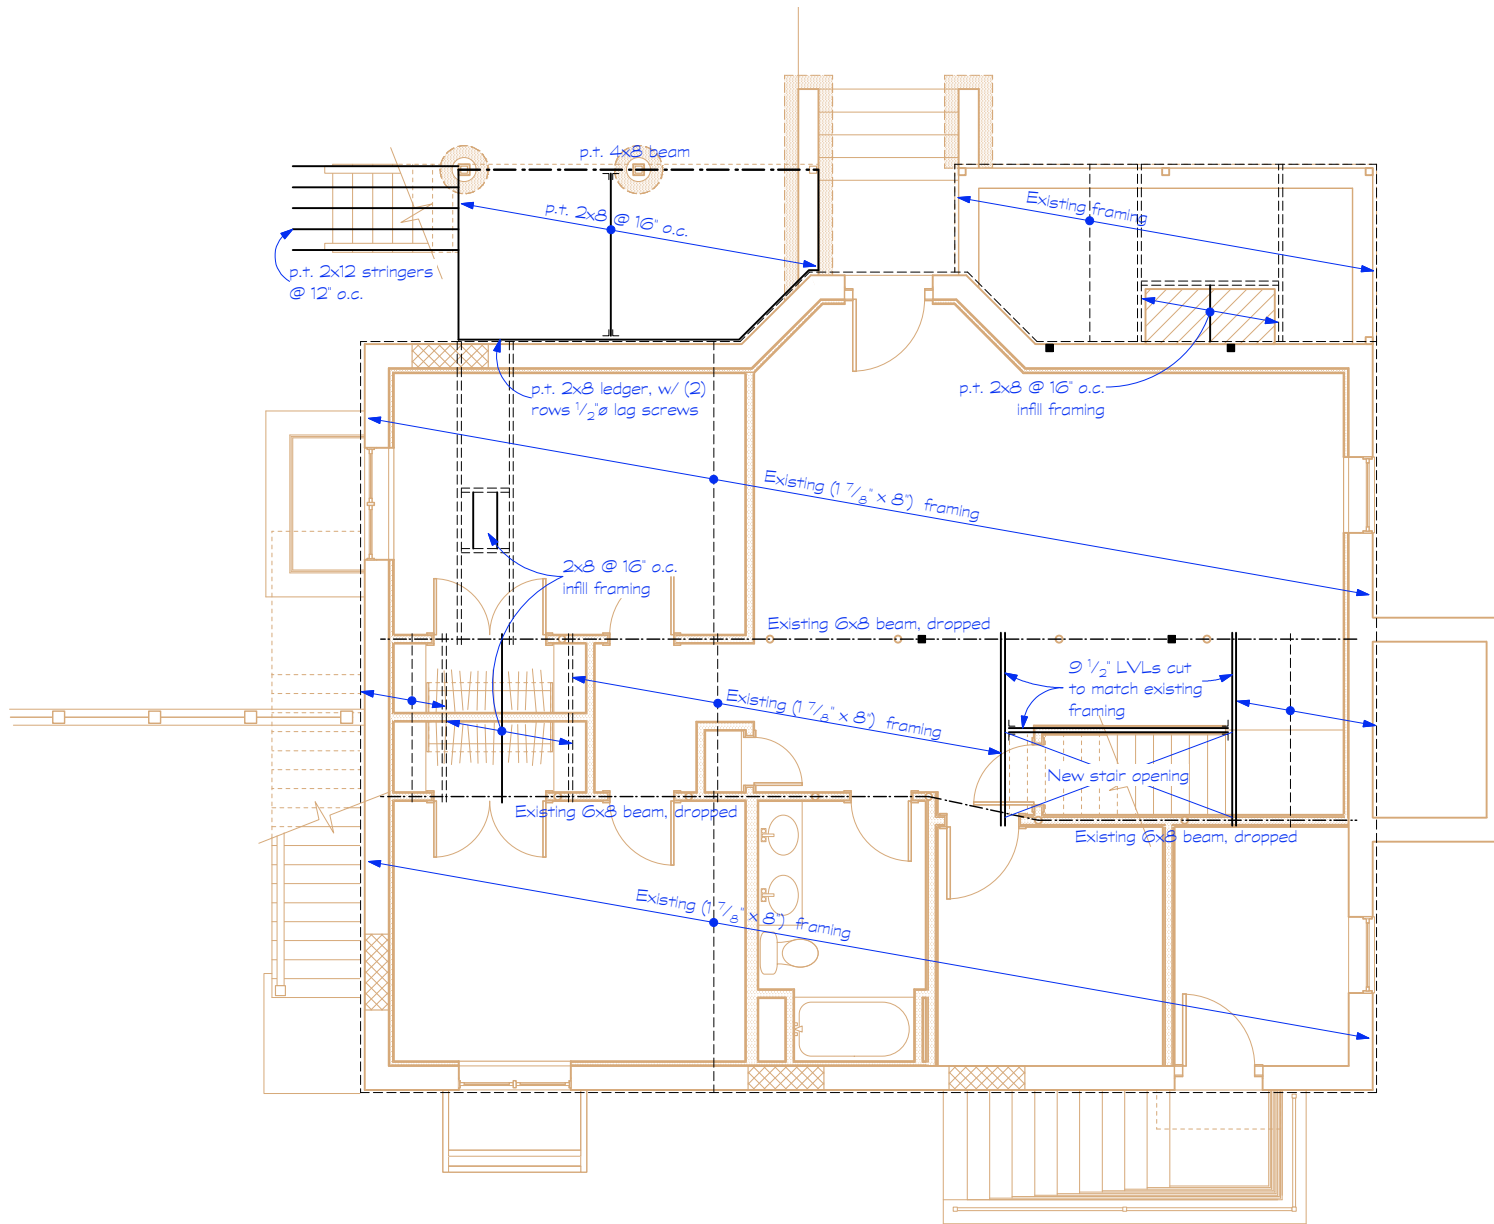 p.t. 4x8 beam
p.t. 2x8 @ 16" o.c.
Existing framing
p.t. 2x12 stringers
@ 12" o.c.
p.t. 2x8 ledger, w/ (2)
rows 1/2"ø lag screws
p.t. 2x8 @ 16" o.c.
infill framing
Existing (1 7/8" x 8") framing
2x8 @ 16" o.c.
infill framing
Existing 6x8 beam, dropped
9 1/2" LVLs cut
to match existing
framing
Existing (1 7/8" x 8") framing
New stair opening
Existing 6x8 beam, dropped
Existing 6x8 beam, dropped
Existing (1 7/8" x 8") framing